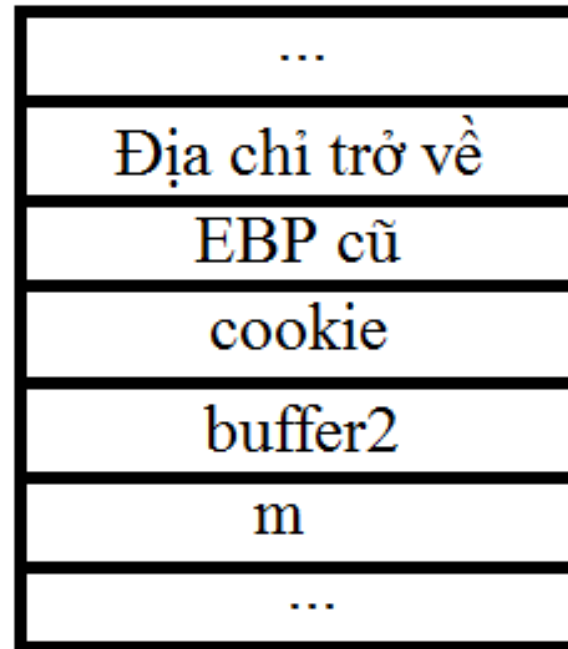 ...
Địa chỉ trở về
EBP cũ
cookie
buffer2
m
...